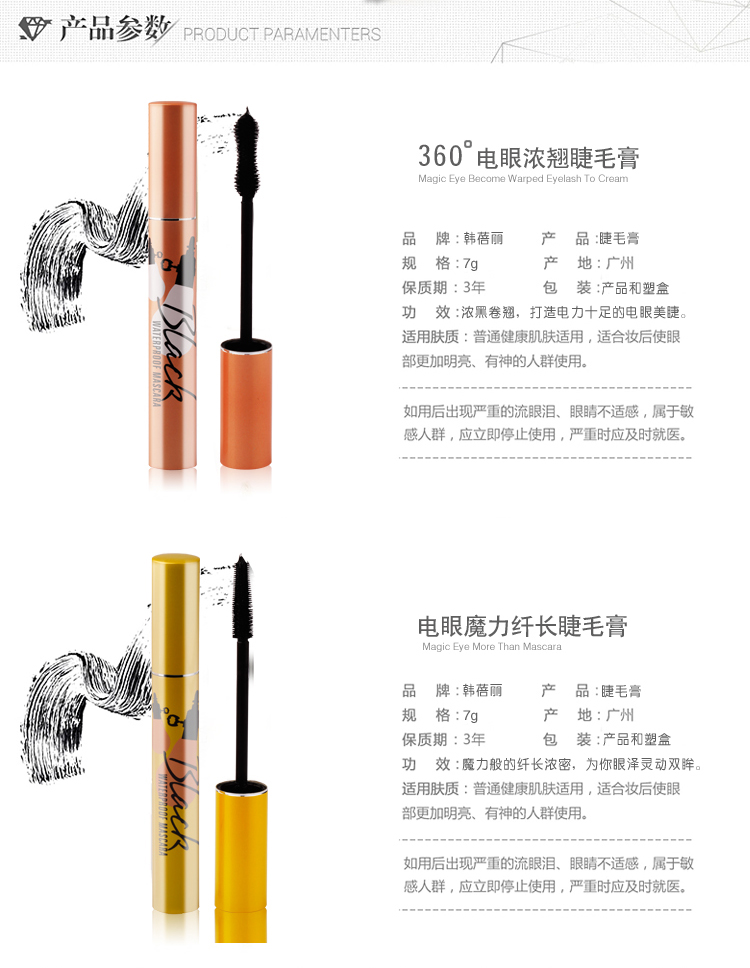 产品参数 PRODUCT PARAMENTERS
360°电眼浓翘睫毛膏
Magic Eye Become Warped Eyelash To Cream
品 牌：韩蓓丽 产 品：睫毛膏
规 格：7g 产 地：广州
保质期：3年 包 装：产品和塑盒
功 效：浓黑卷翘，打造电力十足的电眼美睫。
适用肤质：普通健康肌肤适用，适合妆后使眼
部更加明亮、有神的人群使用。
如用后出现严重的流眼泪、眼睛不适感，属于敏
感人群，应立即停止使用，严重时应及时就医。
Black
WATERPROOF MASCARA
电眼魔力纤长睫毛膏
Magic Eye More Than Mascara
品 牌：韩蓓丽 产 品：睫毛膏
规 格：7g 产 地：广州
保质期：3年 包 装：产品和塑盒
功 效：魔力般的纤长浓密，为你眼泽灵动双眸。
适用肤质：普通健康肌肤适用，适合妆后使眼
部更加明亮、有神的人群使用。
如用后出现严重的流眼泪、眼睛不适感，属于敏
感人群，应立即停止使用，严重时应及时就医。
Black
WATERPROOF MASCARA